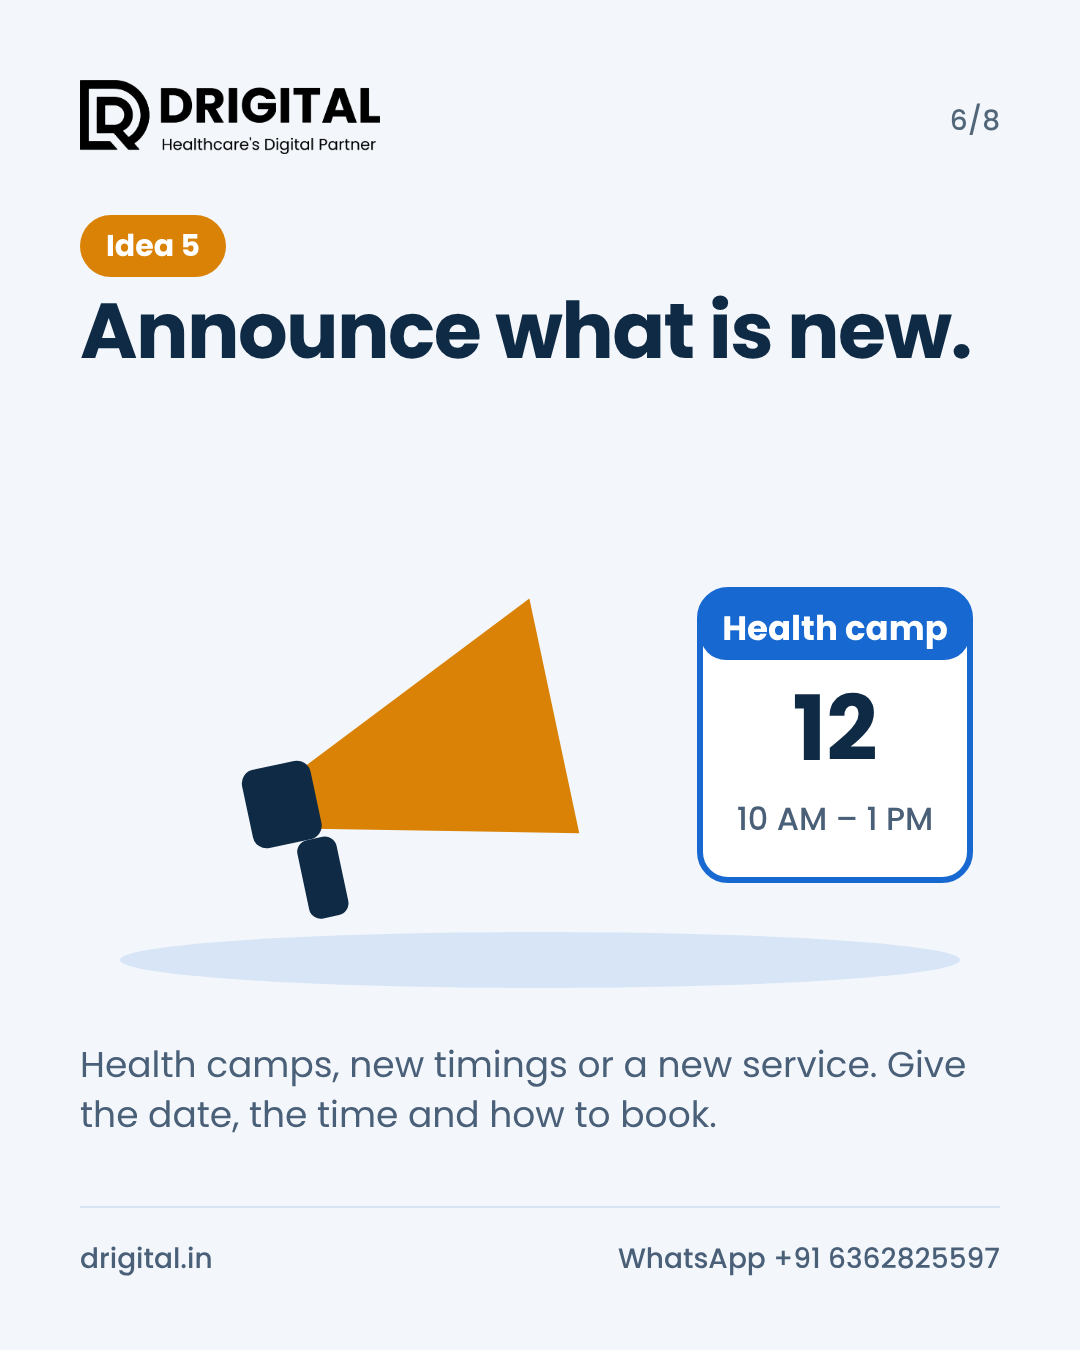 DRIGITAL
Healthcare's Digital Partner
6/8
Idea 5
Announce what is new.
Health camp
12
10 AM – 1 PM
Health camps, new timings or a new service. Give
the date, the time and how to book.
drigital.in
WhatsApp +91 6362825597